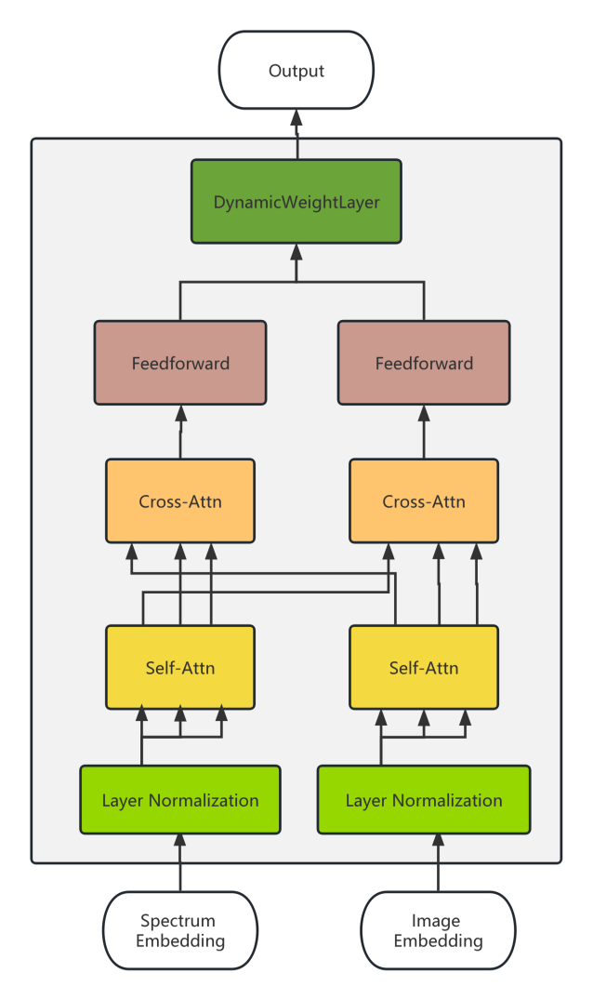 Output
DynamicWeightLayer
Feedforward
Feedforward
Cross-Attn
Cross-Attn
Self-Attn
Self-Attn
Layer Normalization
Layer Normalization
Spectrum
Embedding
Image
Embedding